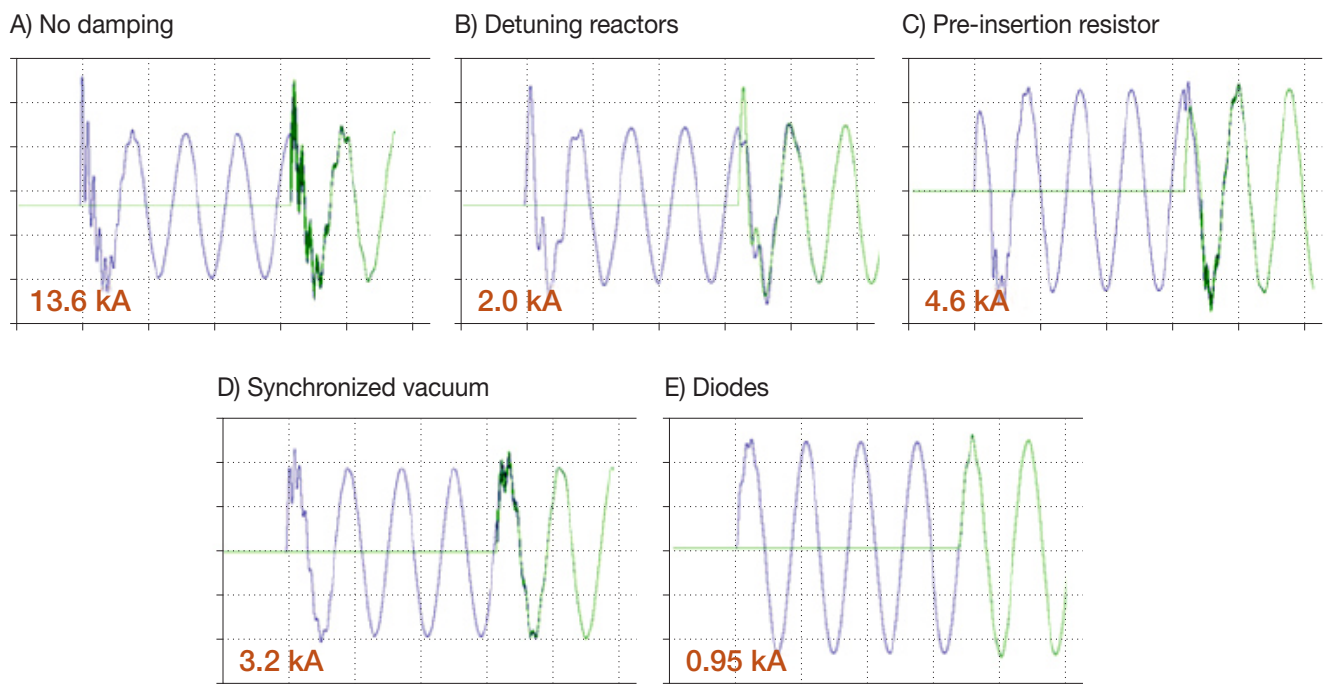 A) No damping
B) Detuning reactors
C) Pre-insertion resistor
13.6 kA
2.0 kA
4.6 kA
D) Synchronized vacuum
E) Diodes
3.2 kA
0.95 kA